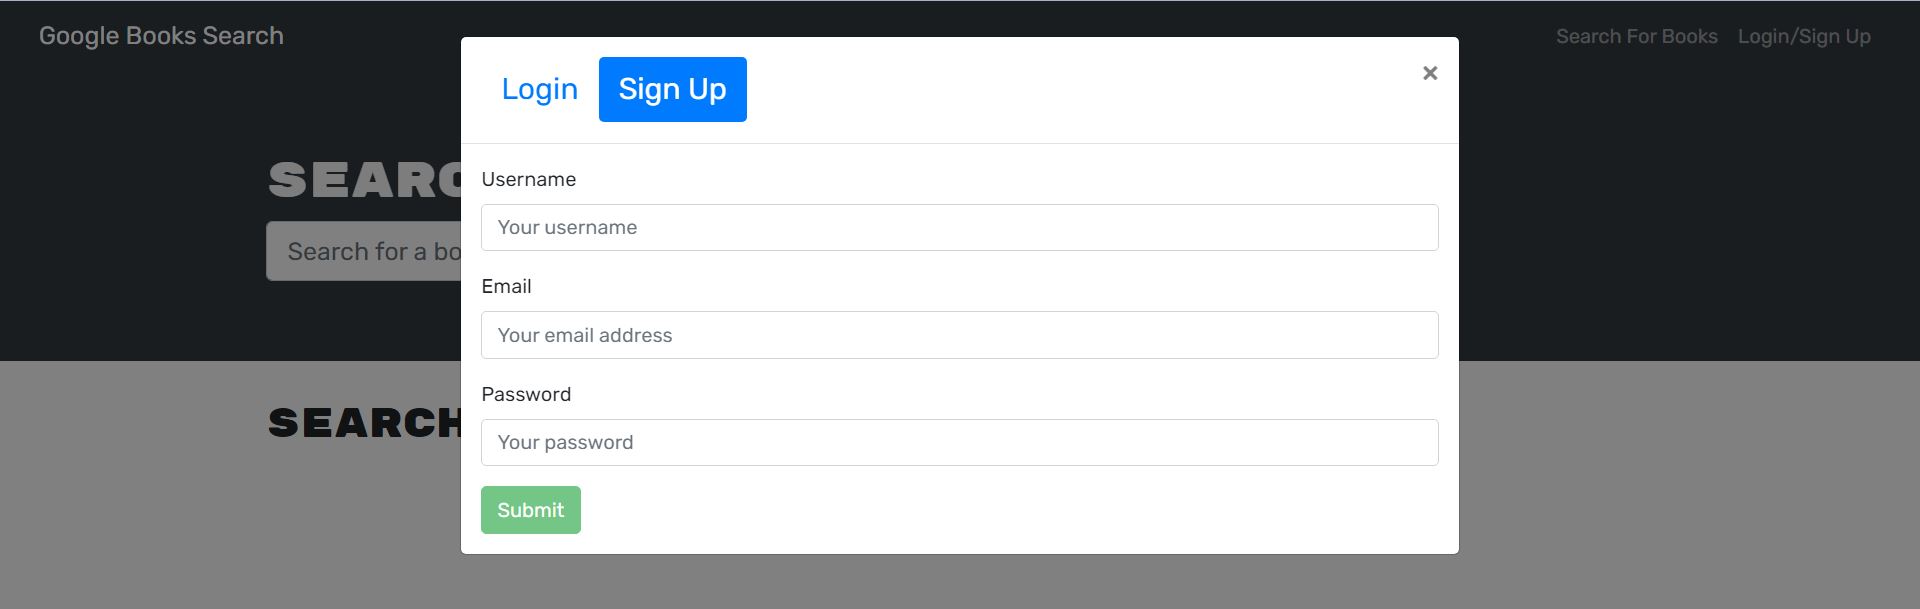 Google Books Search
Search For Books
Login/Sign Up
Login
Sign Up
×
SEARC
Search for a bo
Username
Your username
Email
Your email address
Password
Your password
SEARCH
Submit